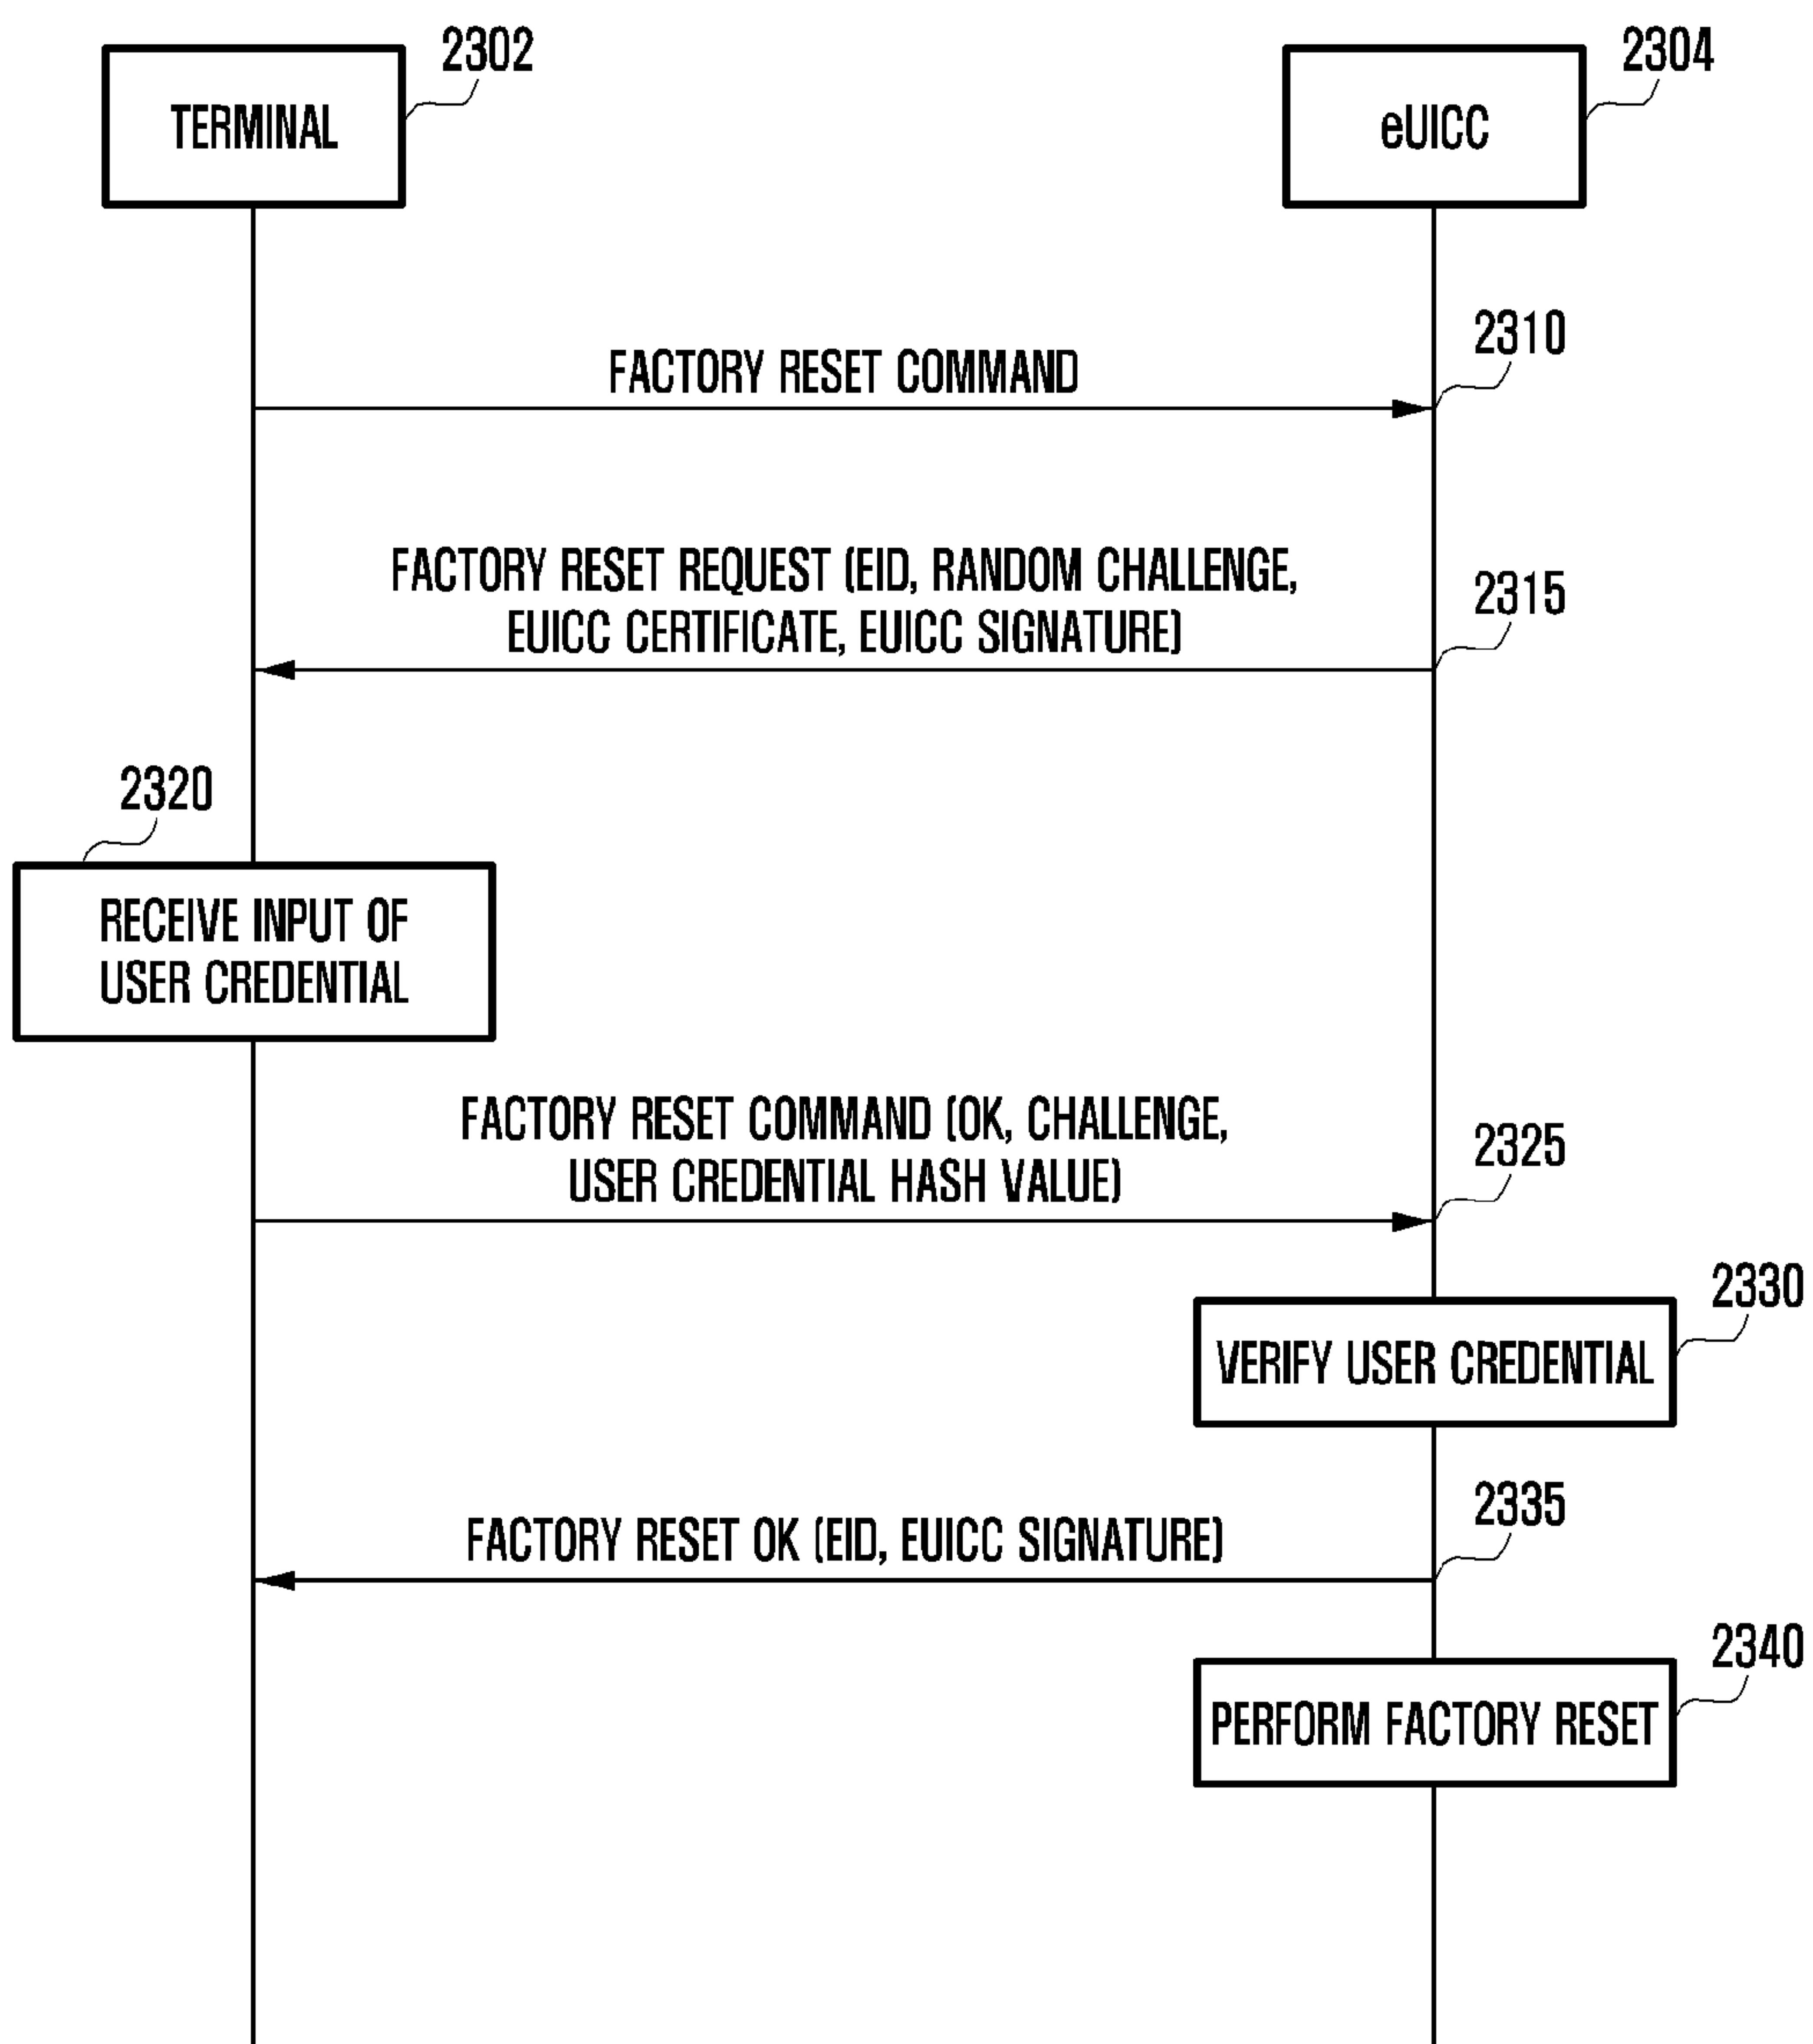 2302
2304
TERMINAL
eUICC
2310
FACTORY RESET COMMAND
FACTORY RESET REQUEST (EID, RANDOM CHALLENGE,
EUICC CERTIFICATE, EUICC SIGNATURE)
2315
2320
RECEIVE INPUT OF
USER CREDENTIAL
FACTORY RESET COMMAND (OK, CHALLENGE,
USER CREDENTIAL HASH VALUE)
2325
2330
VERIFY USER CREDENTIAL
2335
FACTORY RESET OK (EID, EUICC SIGNATURE)
2340
PERFORM FACTORY RESET